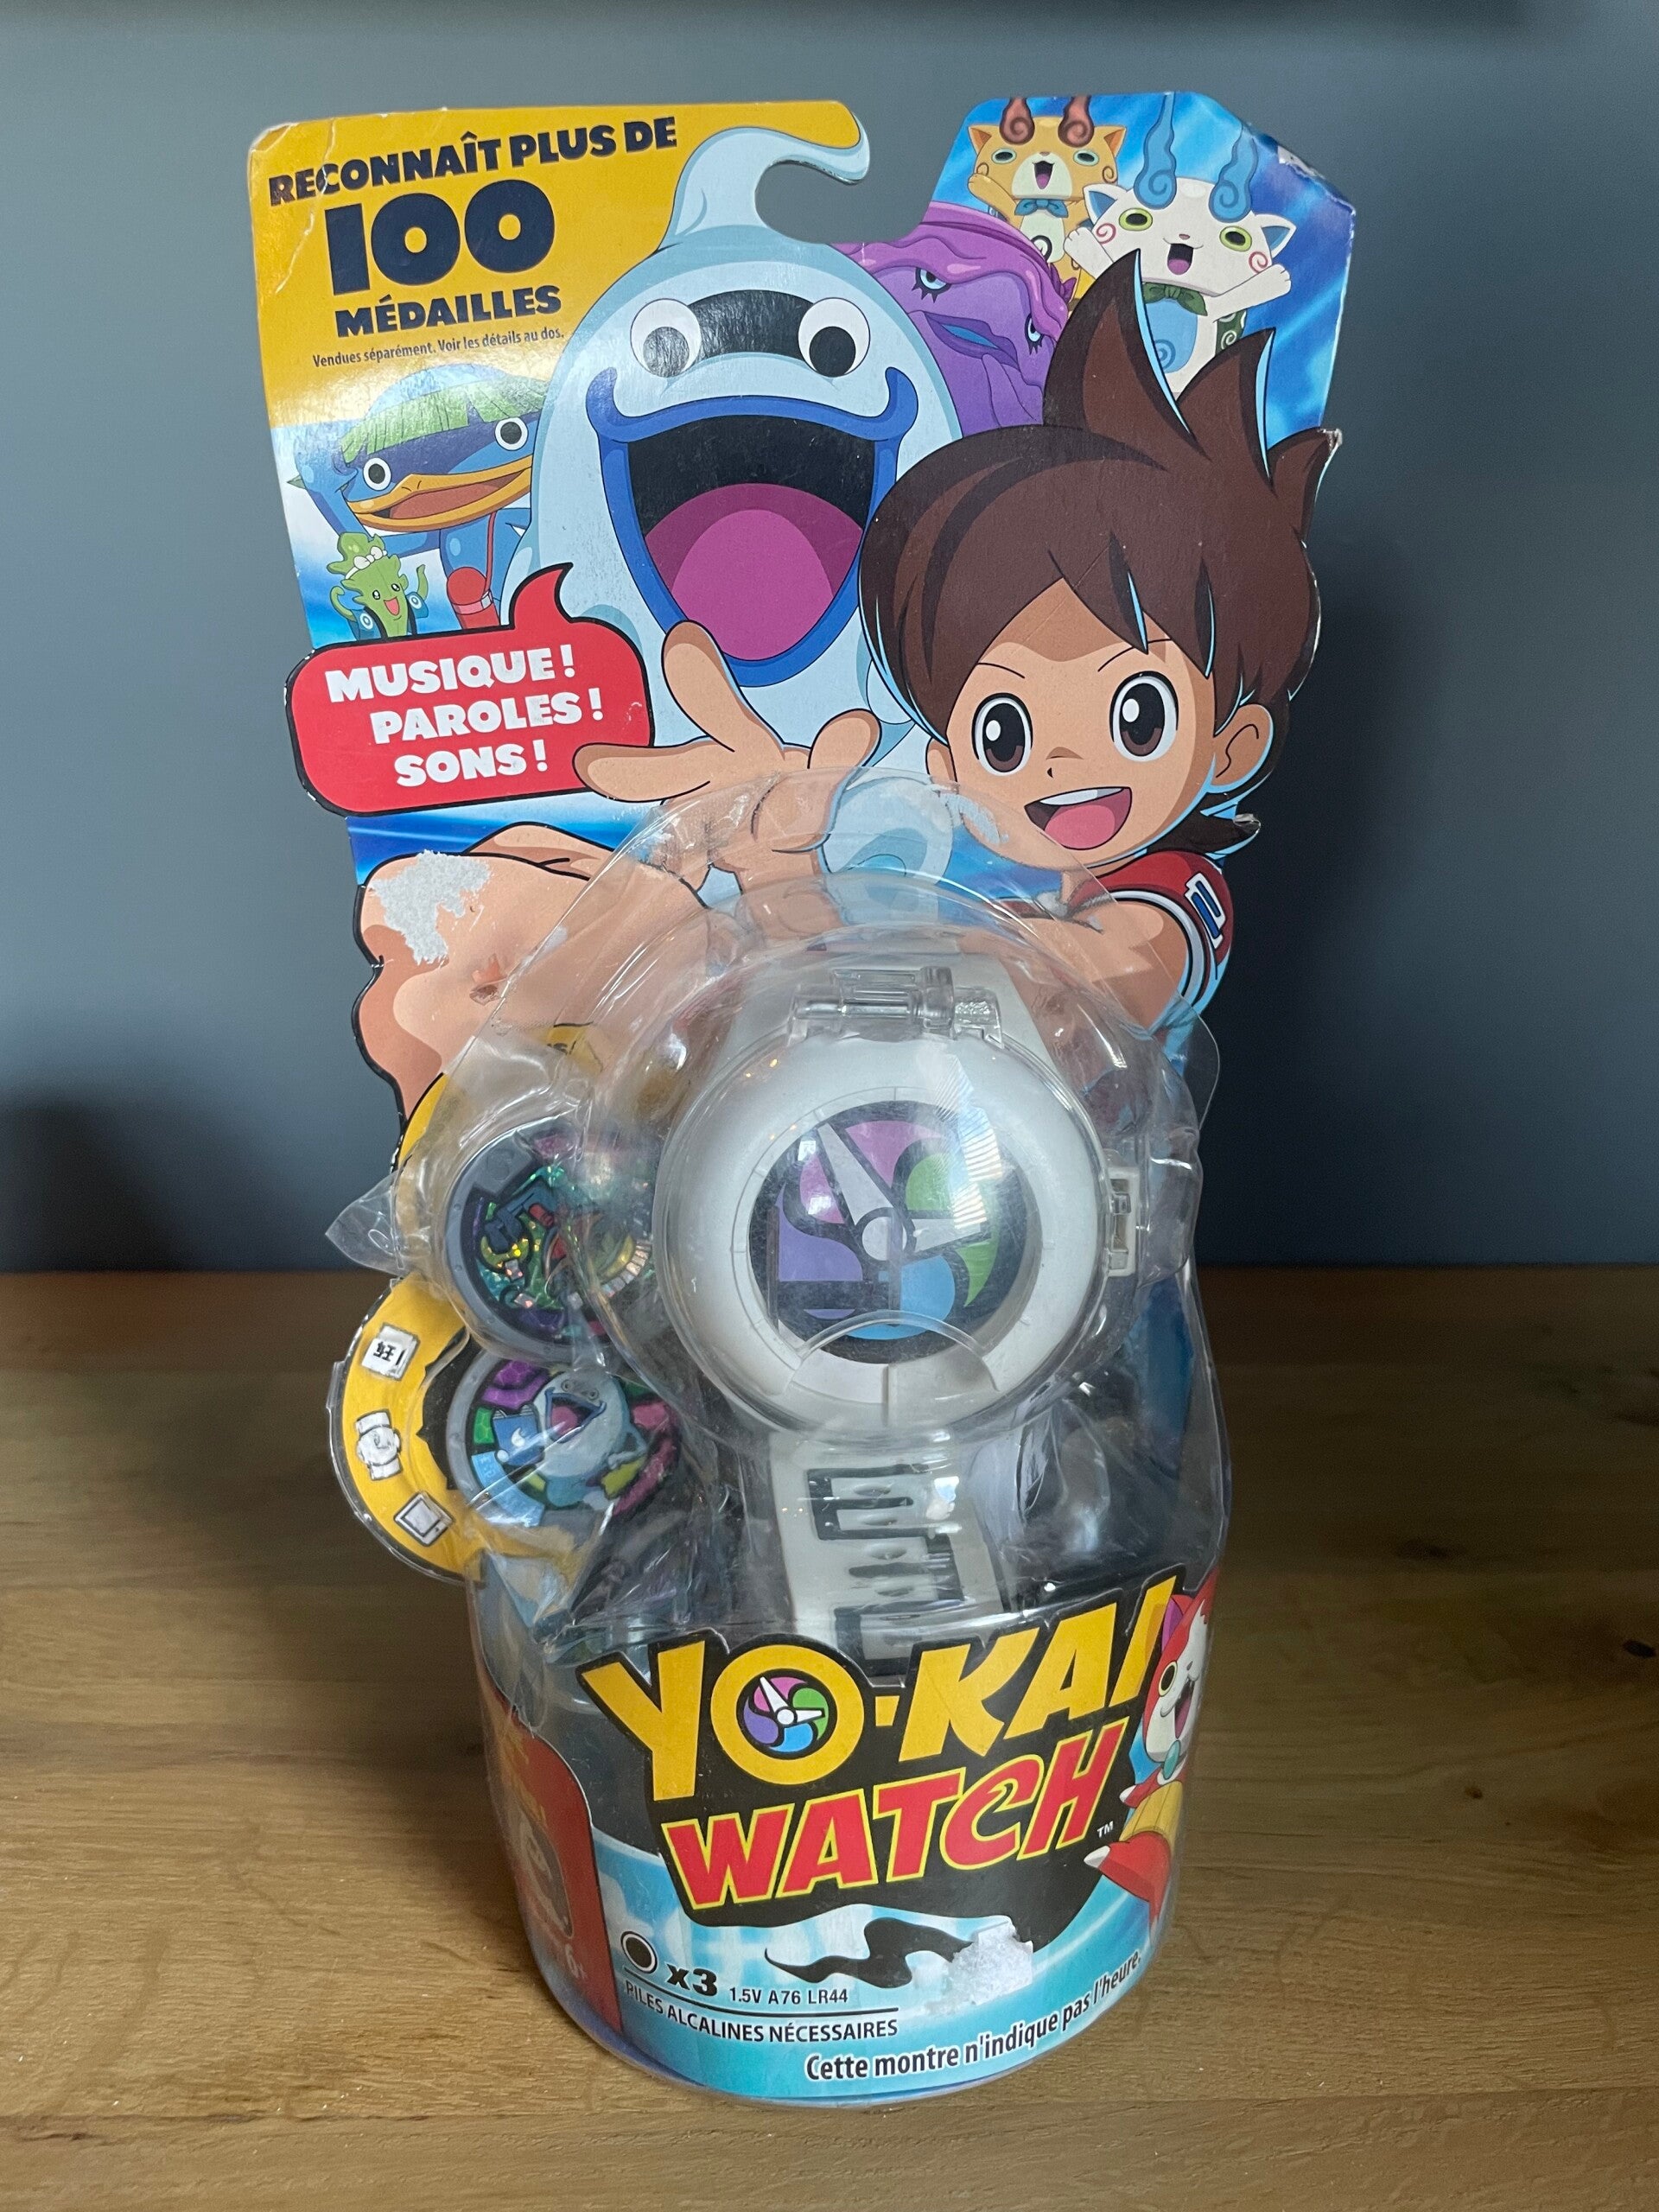 RECONNAÎT PLUS DE
100
MÉDAILLES
Vendues séparément. Voir les détails au dos.
MUSIQUE !
PAROLES !
SONS !
YO-KAI
WATCH™
x3 1.5V A76 LR44
PILES ALCALINES NÉCESSAIRES
Cette montre n'indique pas l'heure.